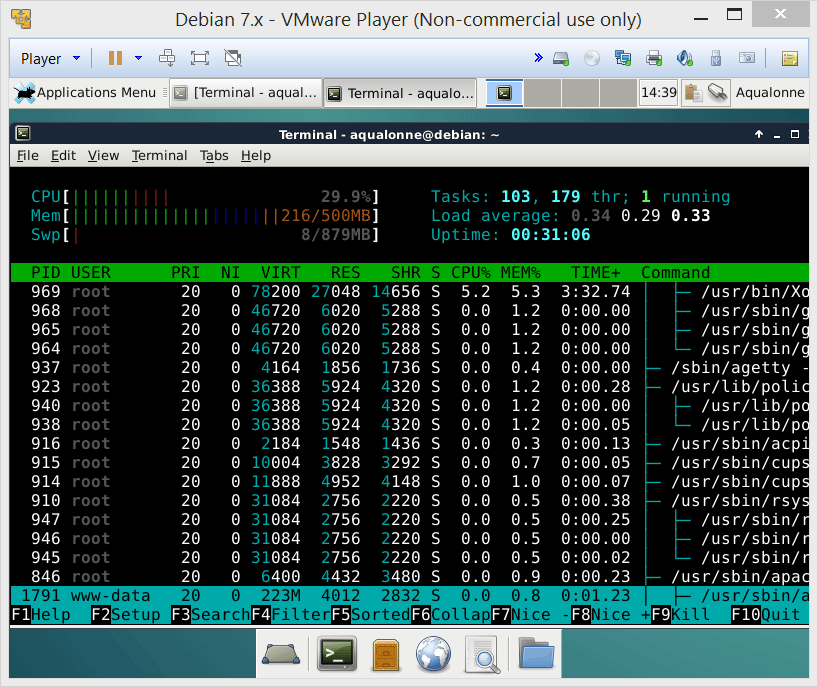 Debian 7.x - VMware Player (Non-commercial use only)
Player
Applications Menu [Terminal - aqual... Terminal - aqualo... 14:39 Aqualonne
Terminal - aqualonne@debian: ~
File Edit View Terminal Tabs Help
CPU[||||||||||| 29.9%] Tasks: 103, 179 thr; 1 running
Mem[|||||||||||||||||||||216/500MB] Load average: 0.34 0.29 0.33
Swp[| 8/879MB] Uptime: 00:31:06
PID USER PRI NI VIRT RES SHR S CPU% MEM% TIME+ Command
969 root 20 0 78200 27048 14656 S 5.2 5.3 3:32.74 │ ├─ /usr/bin/Xo
968 root 20 0 46720 6020 5288 S 0.0 1.2 0:00.00 │ ├─ /usr/sbin/g
965 root 20 0 46720 6020 5288 S 0.0 1.2 0:00.00 │ ├─ /usr/sbin/g
964 root 20 0 46720 6020 5288 S 0.0 1.2 0:00.00 │ └─ /usr/sbin/g
937 root 20 0 4164 1856 1736 S 0.0 0.4 0:00.00 ├─ /sbin/agetty -
923 root 20 0 36388 5924 4320 S 0.0 1.2 0:00.28 ├─ /usr/lib/polic
940 root 20 0 36388 5924 4320 S 0.0 1.2 0:00.00 │ ├─ /usr/lib/po
938 root 20 0 36388 5924 4320 S 0.0 1.2 0:00.05 │ └─ /usr/lib/po
916 root 20 0 2184 1548 1436 S 0.0 0.3 0:00.13 ├─ /usr/sbin/acpi
915 root 20 0 10004 3828 3292 S 0.0 0.7 0:00.05 ├─ /usr/sbin/cups
914 root 20 0 11888 4952 4148 S 0.0 1.0 0:00.07 ├─ /usr/sbin/cups
910 root 20 0 31084 2756 2220 S 0.0 0.5 0:00.38 ├─ /usr/sbin/rsys
947 root 20 0 31084 2756 2220 S 0.0 0.5 0:00.25 │ ├─ /usr/sbin/r
946 root 20 0 31084 2756 2220 S 0.0 0.5 0:00.00 │ ├─ /usr/sbin/r
945 root 20 0 31084 2756 2220 S 0.0 0.5 0:00.02 │ └─ /usr/sbin/r
846 root 20 0 6400 4432 3480 S 0.0 0.9 0:00.23 ├─ /usr/sbin/apac
1791 www-data 20 0 223M 4012 2832 S 0.0 0.8 0:01.23 │ ├─ /usr/sbin/a
F1Help F2Setup F3SearchF4FilterF5SortedF6CollapF7Nice -F8Nice +F9Kill F10Quit